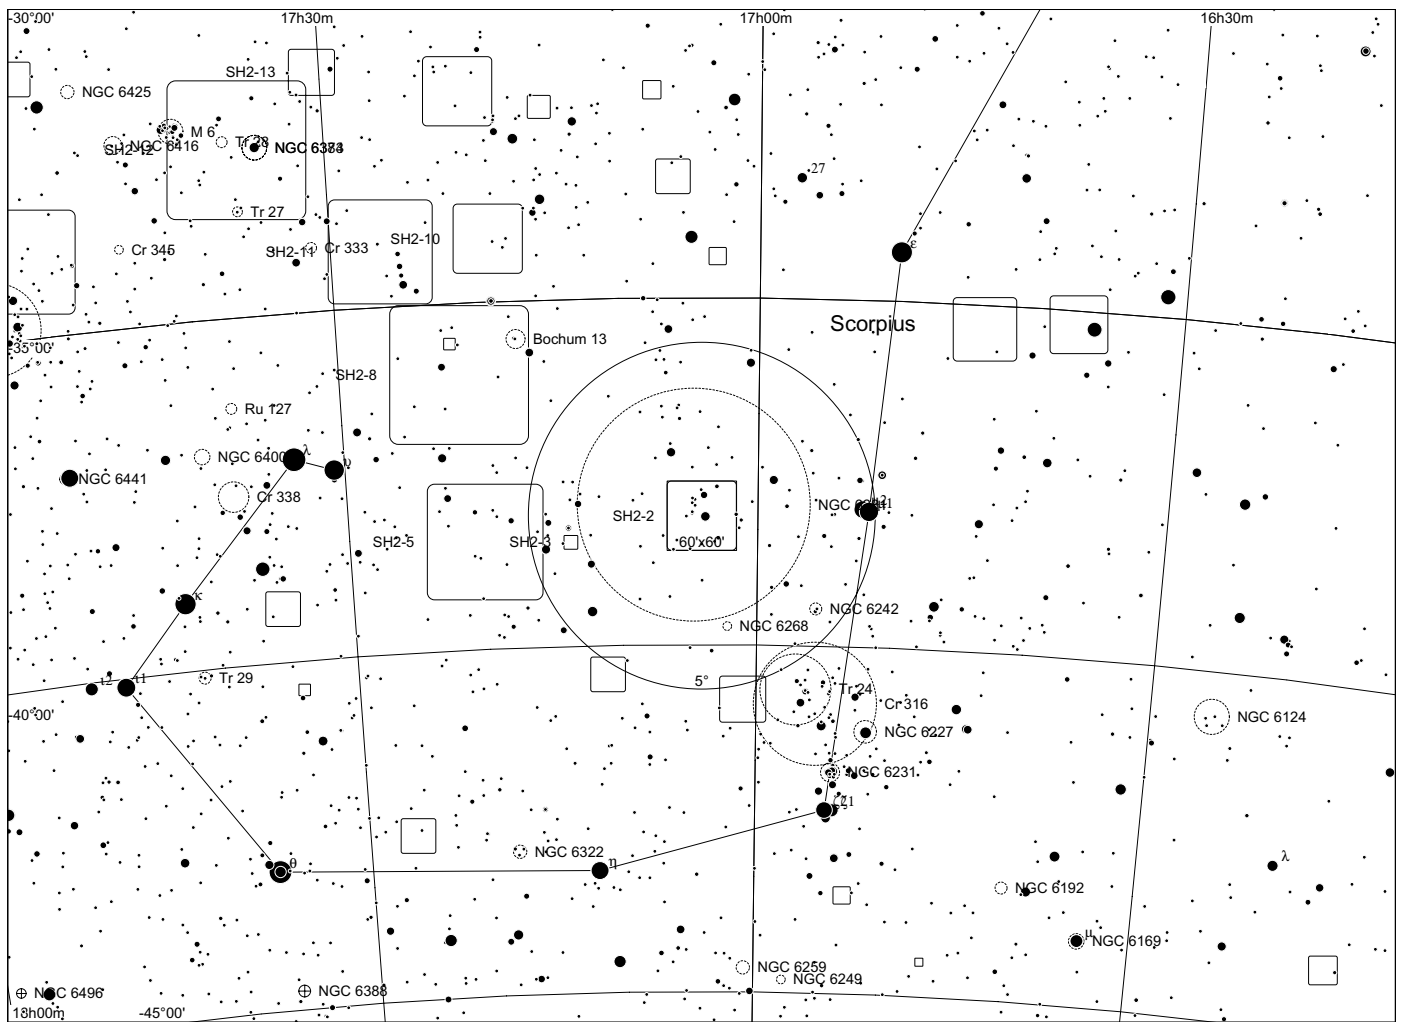 -30°00'
17h30m
17h00m
16h30m
SH2-13
NGC 6425
M 6
NGC 6416
SH2-12
Tr 28
27
Tr 27
SH2-10
ε
Cr 345
SH2-11
Cr 333
Scorpius
-35°00'
Bochum 13
SH2-8
Ru 127
λ
NGC 6400
υ
NGC 6441
Cr 338
SH2-2
SH2-5
SH2-3
60'x60'
κ
NGC 6242
NGC 6268
ι2
ι1
Tr 29
5°
Tr 24
Cr 316
-40°00'
NGC 6124
NGC 6227
NGC 6231
NGC 6322
θ
η
λ
NGC 6192
μ
NGC 6169
NGC 6259
NGC 6249
NGC 6496
NGC 6388
18h00m
-45°00'